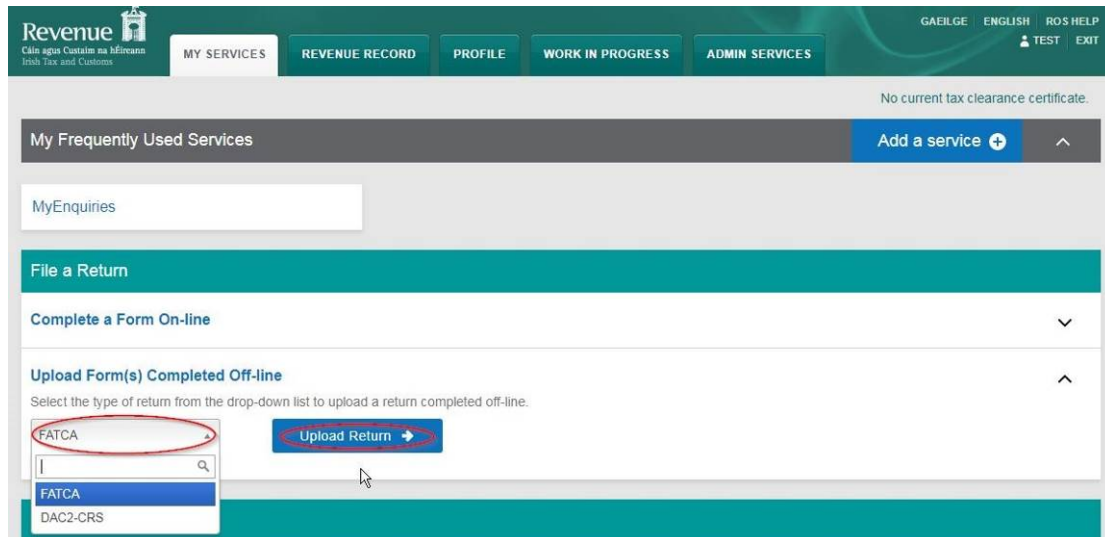 Revenue
Cáin agus Custaim na hÉireann
Irish Tax and Customs
MY SERVICES
REVENUE RECORD
PROFILE
WORK IN PROGRESS
ADMIN SERVICES
GAEILGE ENGLISH ROS HELP
TEST EXIT
No current tax clearance certificate.
My Frequently Used Services
Add a service
MyEnquiries
File a Return
Complete a Form On-line
Upload Form(s) Completed Off-line
Select the type of return from the drop-down list to upload a return completed off-line.
FATCA
Upload Return
FATCA
DAC2-CRS